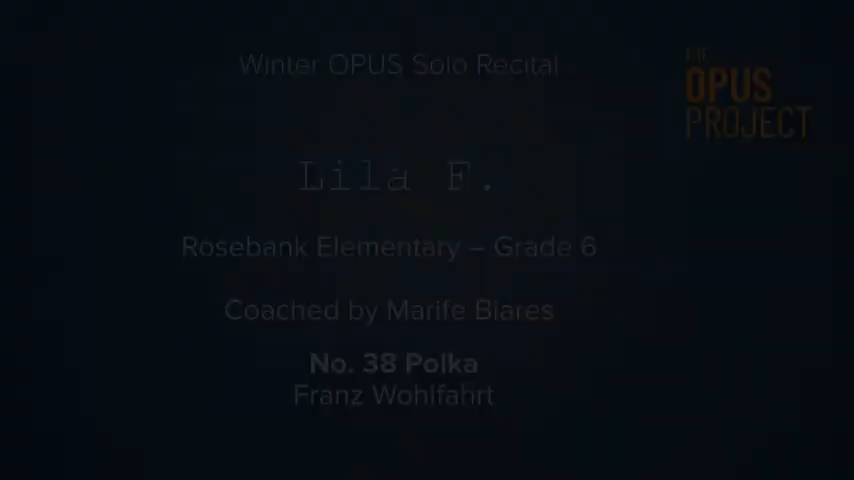 Winter OPUS Solo Recital
THE
OPUS
PROJECT
Lila F.
Rosebank Elementary – Grade 6
Coached by Marife Blares
No. 38 Polka
Franz Wohlfahrt